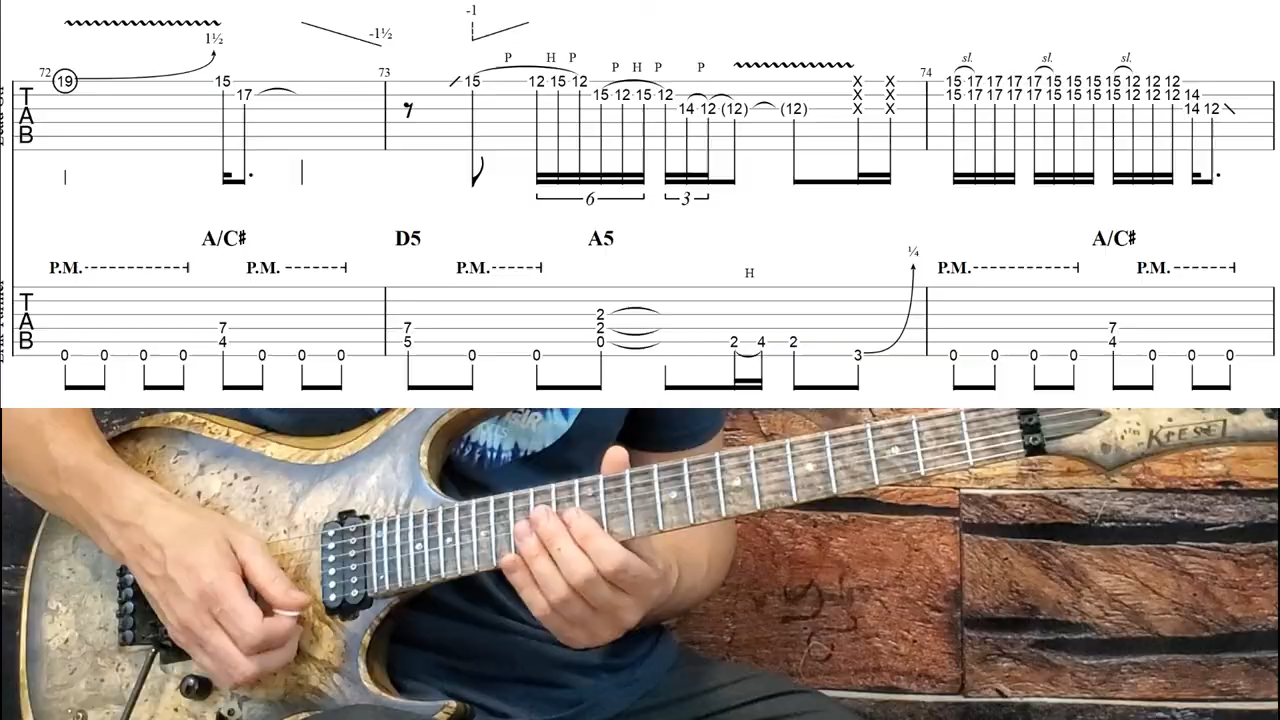 -1
1½ -1½
P H P P H P P sl. sl. sl.
72 19 15 73 15 12 15 12 X X 74 15 17 17 17 17 15 15 15 15 12 12 12
T 17 15 12 15 12 X X 15 17 17 17 17 15 15 15 15 12 12 12 14
A 14 12 (12) (12) X X 14 12
B
6 3
A/C♯ D5 A5 A/C♯
¼
P.M. P.M. P.M. H P.M. P.M.
T
A 2
7 7 2 7
B 4 5 0 2 4 2 4
0 0 0 0 0 0 0 0 0 3 0 0 0 0 0 0 0
KIESEL